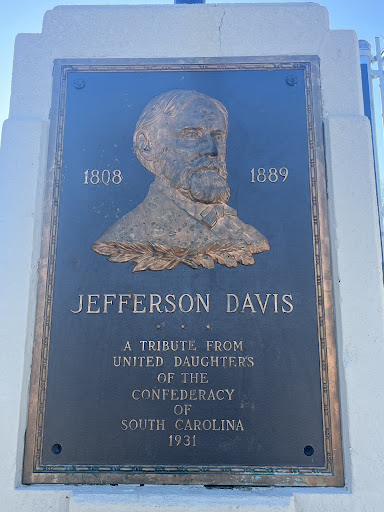 1808 1889
JEFFERSON DAVIS
A TRIBUTE FROM
UNITED DAUGHTERS
OF THE
CONFEDERACY
OF
SOUTH CAROLINA
1931